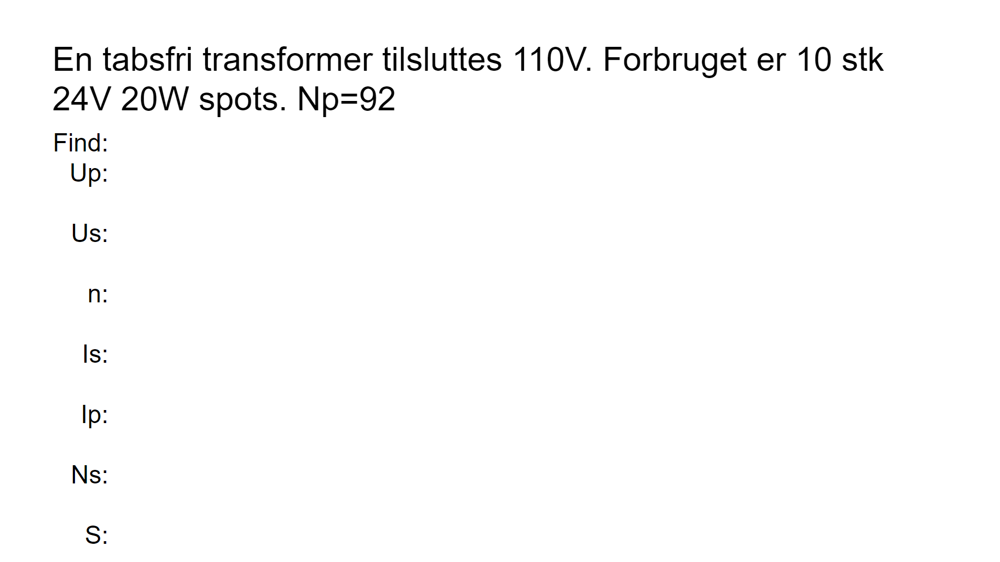 En tabsfri transformer tilsluttes 110V. Forbruget er 10 stk
24V 20W spots. Np=92
Find:
Up:
Us:
n:
Is:
Ip:
Ns:
S: